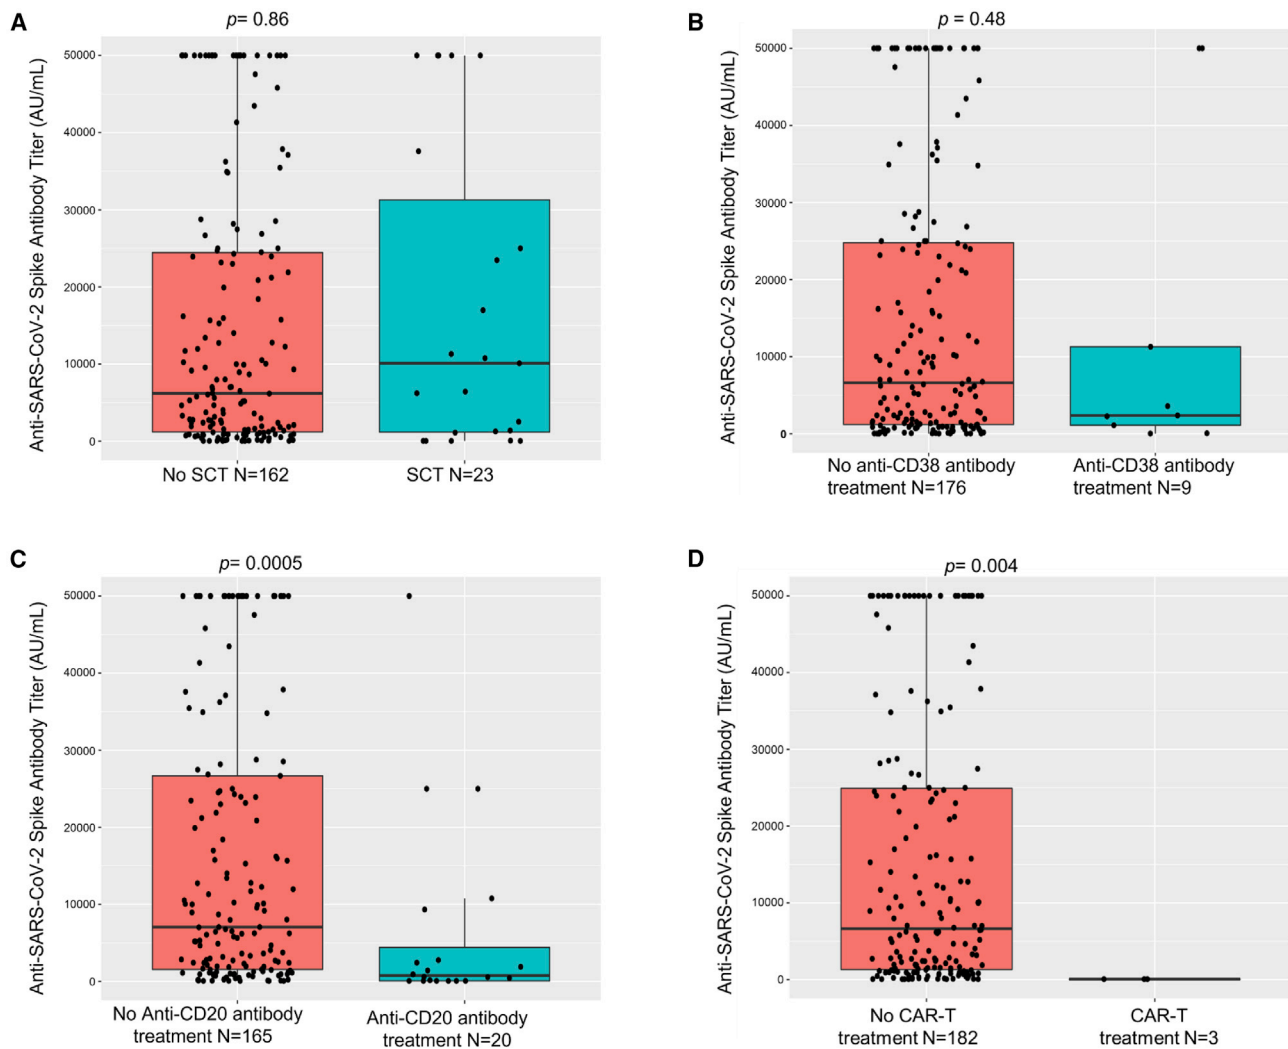 A
p= 0.86
Anti-SARS-CoV-2 Spike Antibody Titer (AU/mL)
50000
40000
30000
20000
10000
0
No SCT N=162
SCT N=23
B
p = 0.48
Anti-SARS-CoV-2 Spike Antibody Titer (AU/mL)
50000
40000
30000
20000
10000
0
No anti-CD38 antibody
treatment N=176
Anti-CD38 antibody
treatment N=9
C
p= 0.0005
Anti-SARS-CoV-2 Spike Antibody Titer (AU/mL)
50000
40000
30000
20000
10000
0
No Anti-CD20 antibody
treatment N=165
Anti-CD20 antibody
treatment N=20
D
p= 0.004
Anti-SARS-CoV-2 Spike Antibody Titer (AU/mL)
50000
40000
30000
20000
10000
0
No CAR-T
treatment N=182
CAR-T
treatment N=3